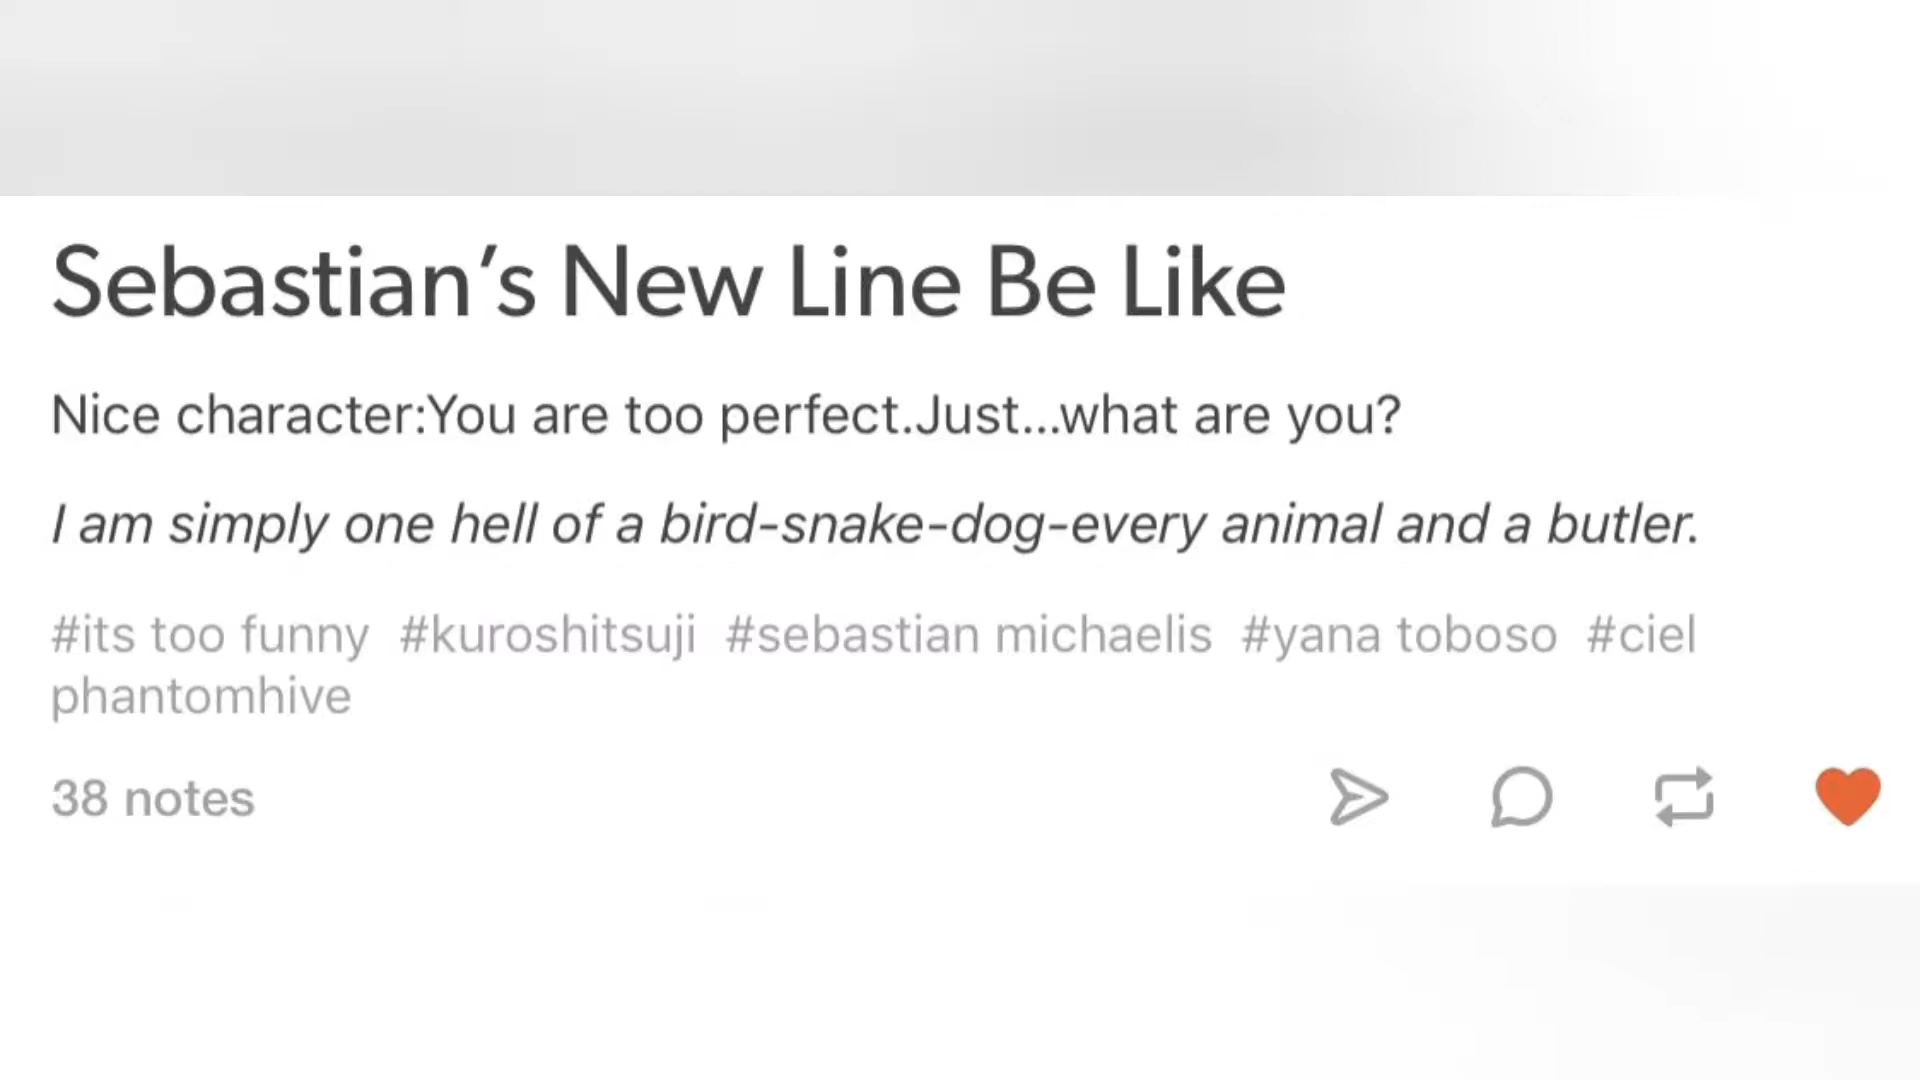 Sebastian’s New Line Be Like
Nice character:You are too perfect.Just...what are you?
I am simply one hell of a bird-snake-dog-every animal and a butler.
#its too funny #kuroshitsuji #sebastian michaelis #yana toboso #ciel
phantomhive
38 notes